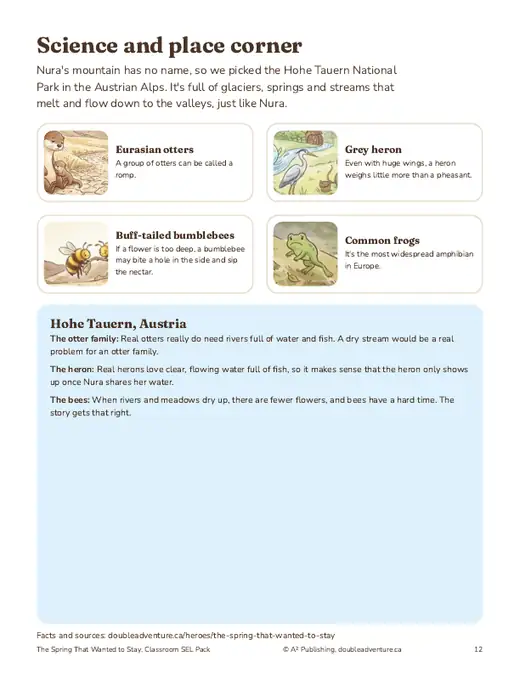 Science and place corner
Nura's mountain has no name, so we picked the Hohe Tauern National
Park in the Austrian Alps. It's full of glaciers, springs and streams that
melt and flow down to the valleys, just like Nura.
Eurasian otters
A group of otters can be called a
romp.
Grey heron
Even with huge wings, a heron
weighs little more than a pheasant.
Buff-tailed bumblebees
If a flower is too deep, a bumblebee
may bite a hole in the side and sip
the nectar.
Common frogs
It's the most widespread amphibian
in Europe.
Hohe Tauern, Austria
The otter family: Real otters really do need rivers full of water and fish. A dry stream would be a real
problem for an otter family.
The heron: Real herons love clear, flowing water full of fish, so it makes sense that the heron only shows
up once Nura shares her water.
The bees: When rivers and meadows dry up, there are fewer flowers, and bees have a hard time. The
story gets that right.
Facts and sources: doubleadventure.ca/heroes/the-spring-that-wanted-to-stay
The Spring That Wanted to Stay, Classroom SEL Pack
© A² Publishing, doubleadventure.ca
12